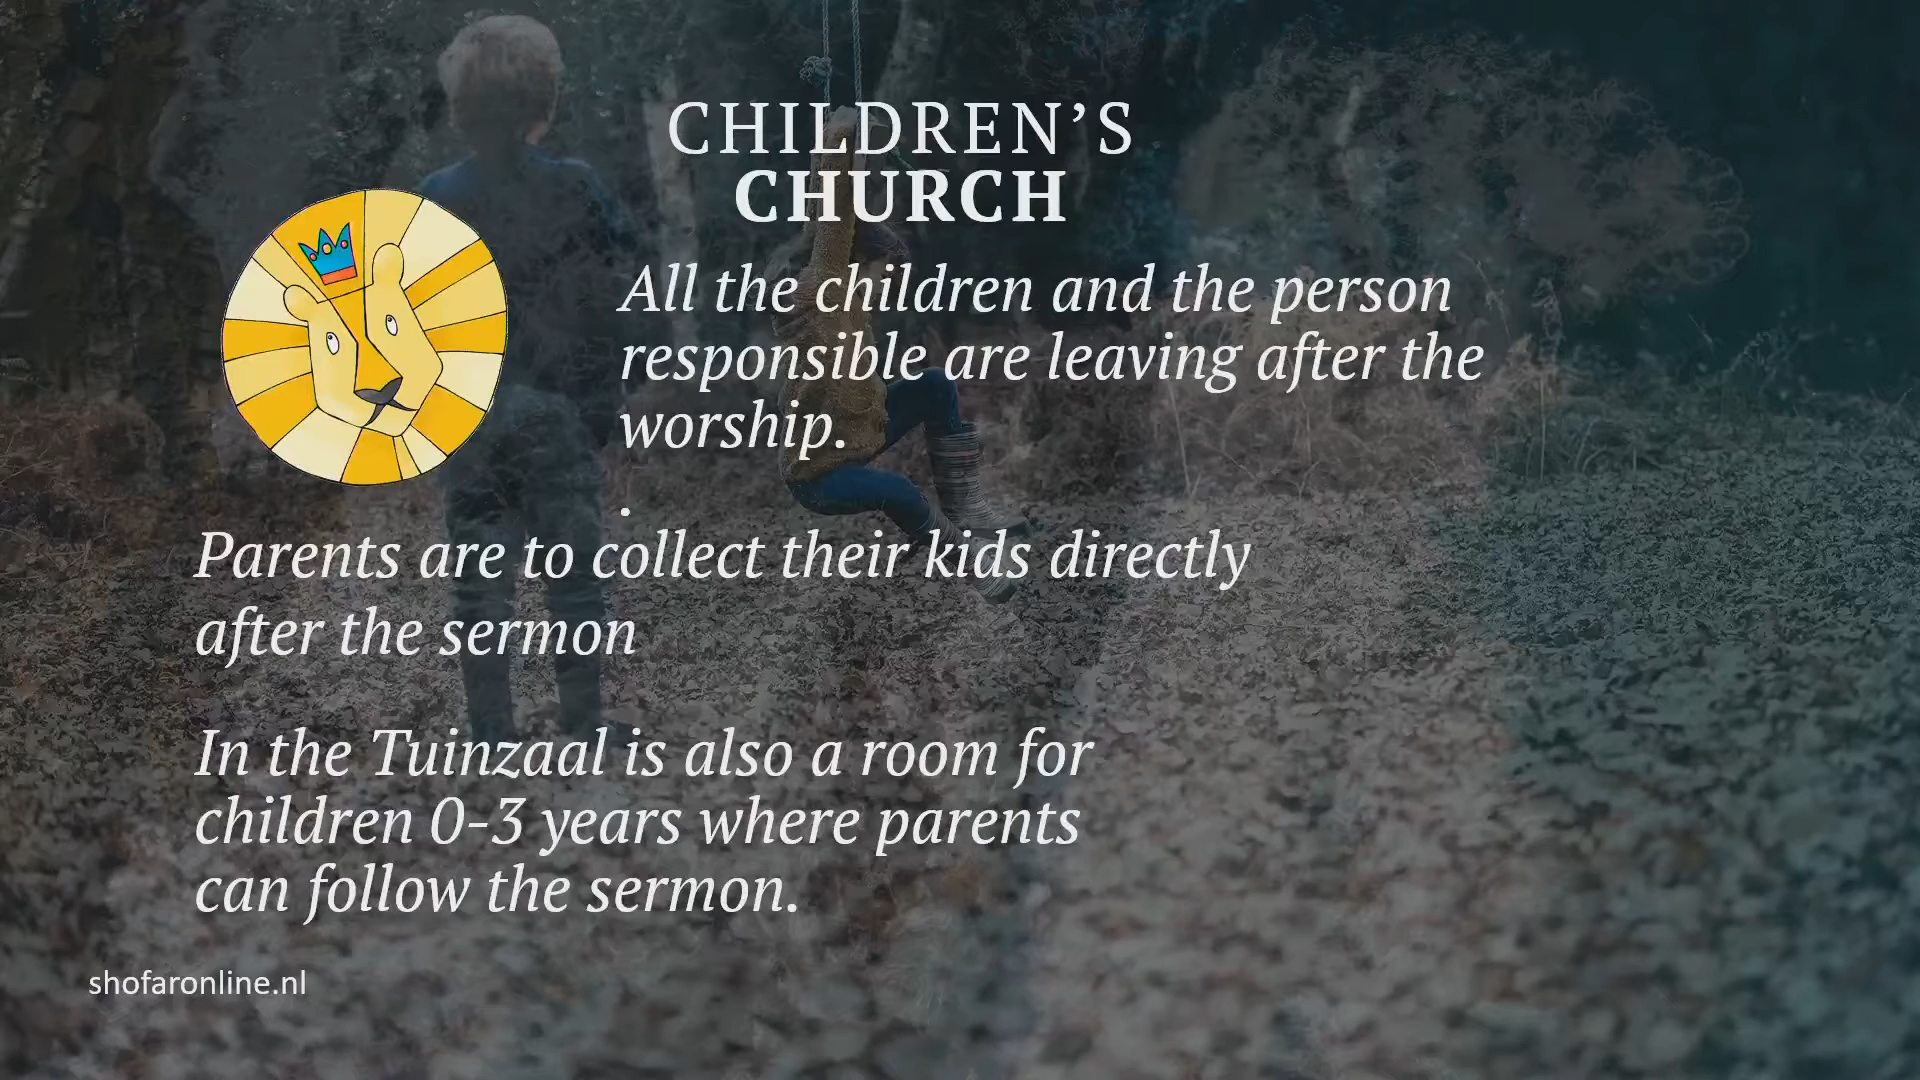 CHILDREN’S
CHURCH
All the children and the person
responsible are leaving after the
worship.
.
Parents are to collect their kids directly
after the sermon
In the Tuinzaal is also a room for
children 0-3 years where parents
can follow the sermon.
shofaronline.nl